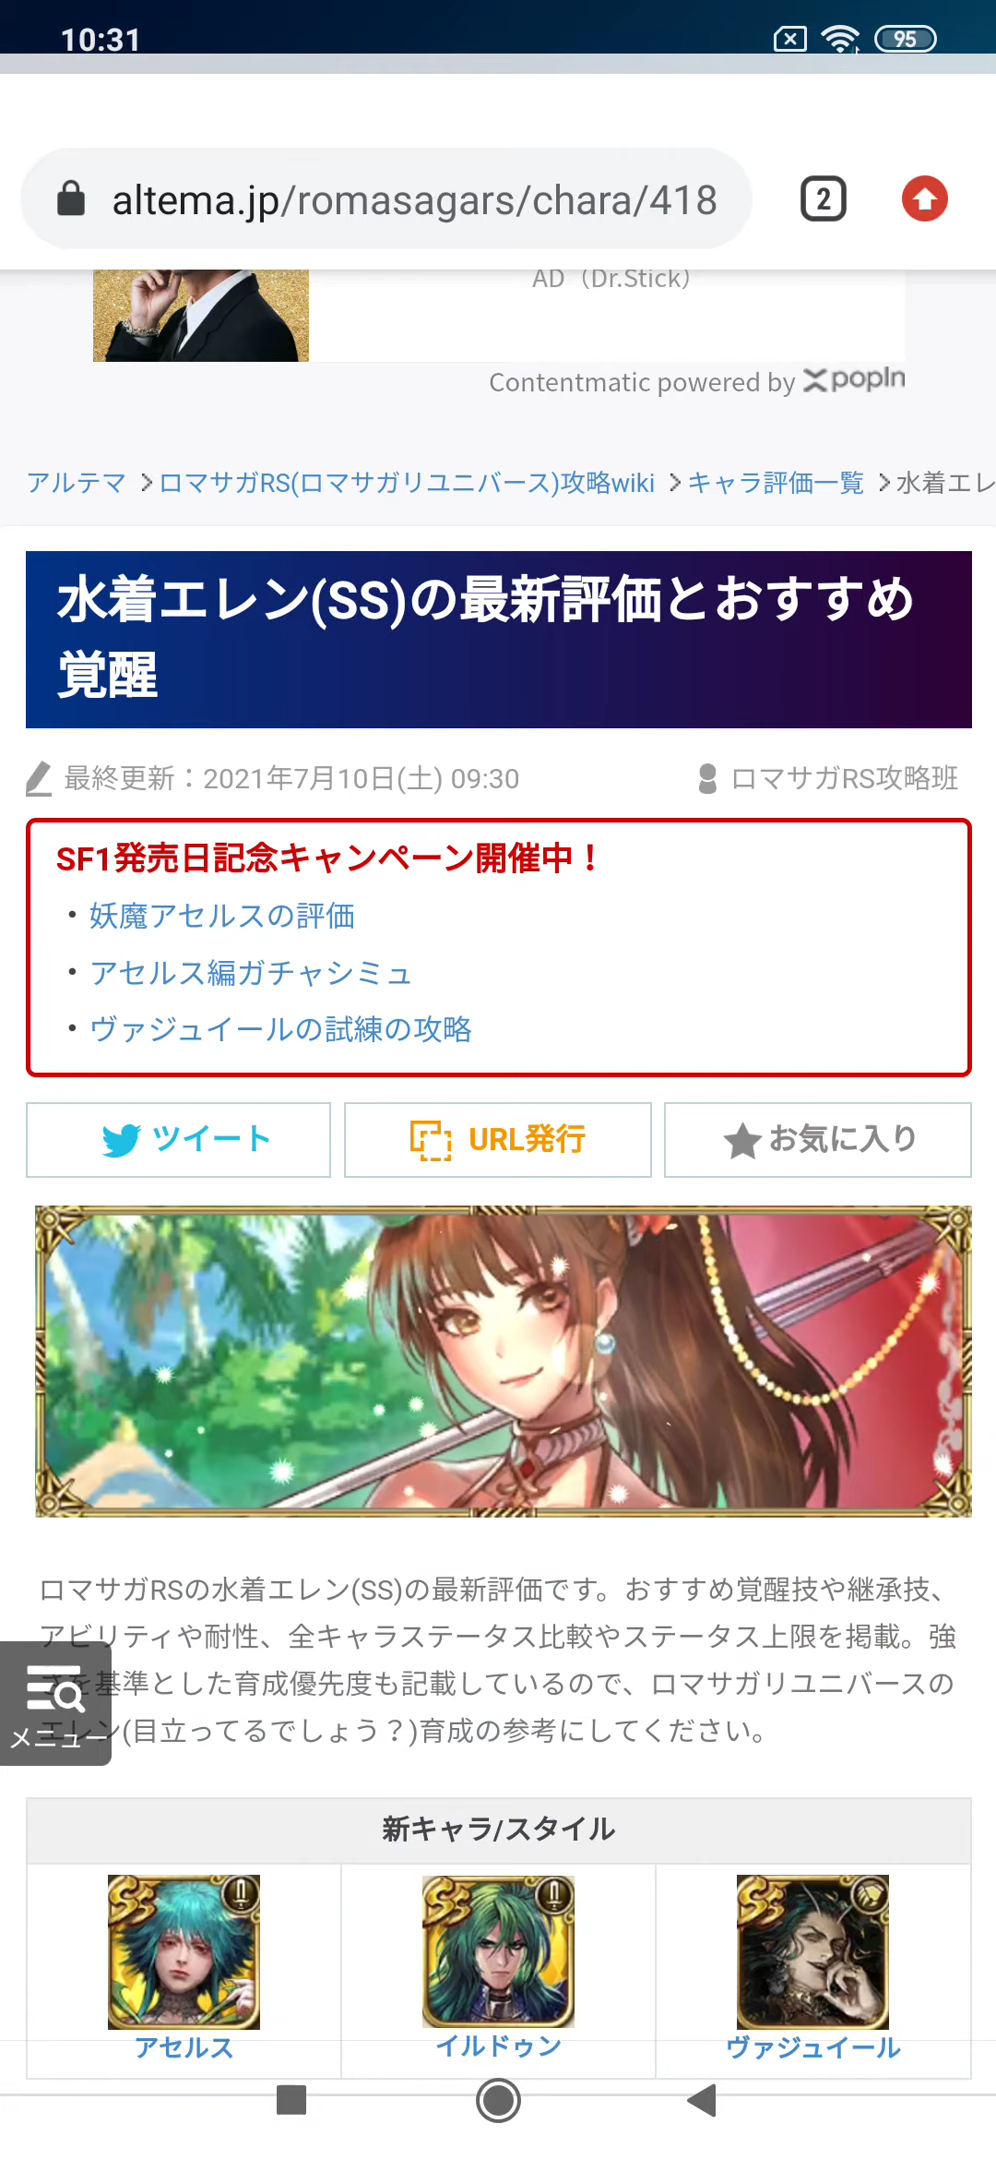 10:31
95
altema.jp/romasagars/chara/418
2
AD（Dr.Stick）
Contentmatic powered by popIn
アルテマ ロマサガRS(ロマサガリユニバース)攻略wiki キャラ評価一覧 水着エレ
水着エレン(SS)の最新評価とおすすめ
覚醒
最終更新：2021年7月10日(土) 09:30 ロマサガRS攻略班
SF1発売日記念キャンペーン開催中！
・妖魔アセルスの評価
・アセルス編ガチャシミュ
・ヴァジュイールの試練の攻略
ツイート URL発行 お気に入り
ロマサガRSの水着エレン(SS)の最新評価です。おすすめ覚醒技や継承技、
アビリティや耐性、全キャラステータス比較やステータス上限を掲載。強
さを基準とした育成優先度も記載しているので、ロマサガリユニバースの
エレン(目立ってるでしょう？)育成の参考にしてください。
メニュー
新キャラ/スタイル
SS SS SS
アセルス イルドゥン ヴァジュイール